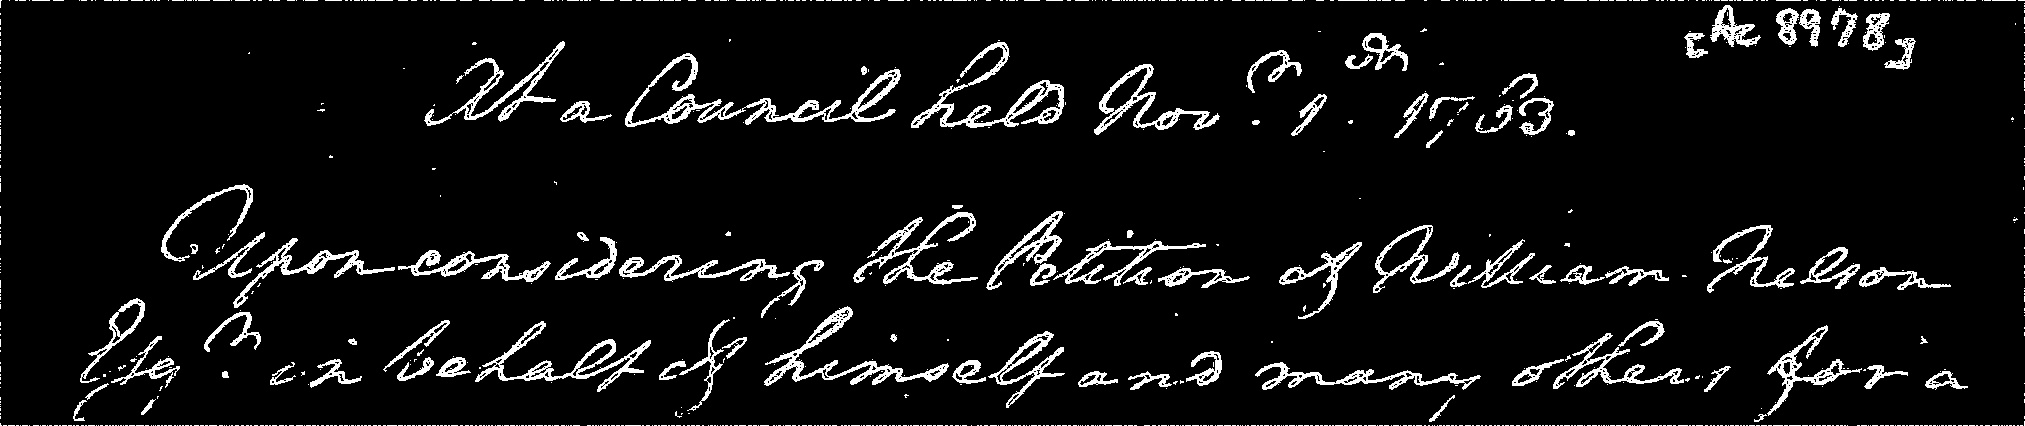 [Ac 8978]
At a Council held Novr. 1st. 1763.
Upon considering the Petition of William Nelson
Esqr. in behalf of himself and many others for a